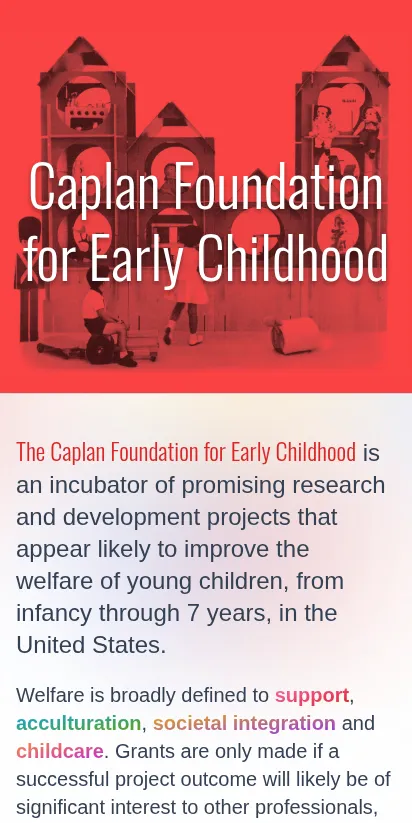 Caplan Foundation
for Early Childhood
The Caplan Foundation for Early Childhood is
an incubator of promising research
and development projects that
appear likely to improve the
welfare of young children, from
infancy through 7 years, in the
United States.
Welfare is broadly defined to support,
acculturation, societal integration and
childcare. Grants are only made if a
successful project outcome will likely be of
significant interest to other professionals,